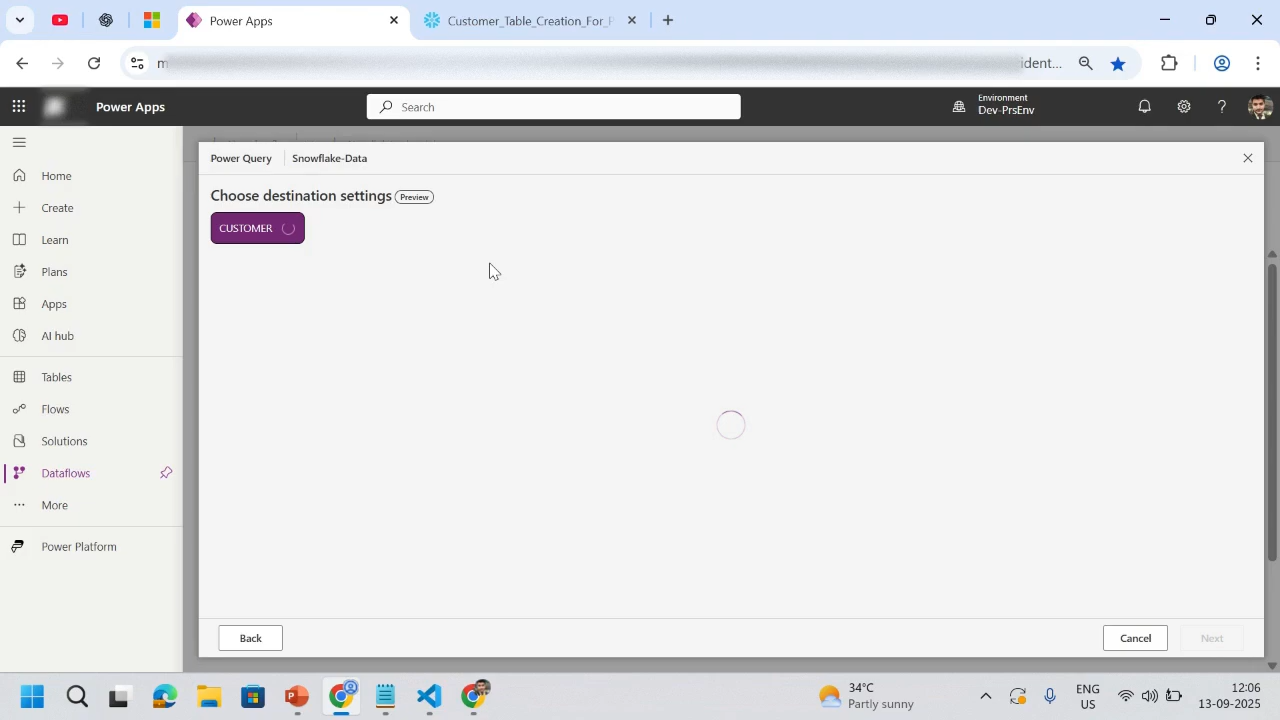 Power Apps
Customer_Table_Creation_For_P
ident...
Power Apps
Search
Environment
Dev-PrsEnv
Home
Create
Learn
Plans
Apps
AI hub
Tables
Flows
Solutions
Dataflows
More
Power Platform
Power Query
Snowflake-Data
Choose destination settings
Preview
CUSTOMER
Back
Cancel
Next
34°C
Partly sunny
ENG
US
12:06
13-09-2025